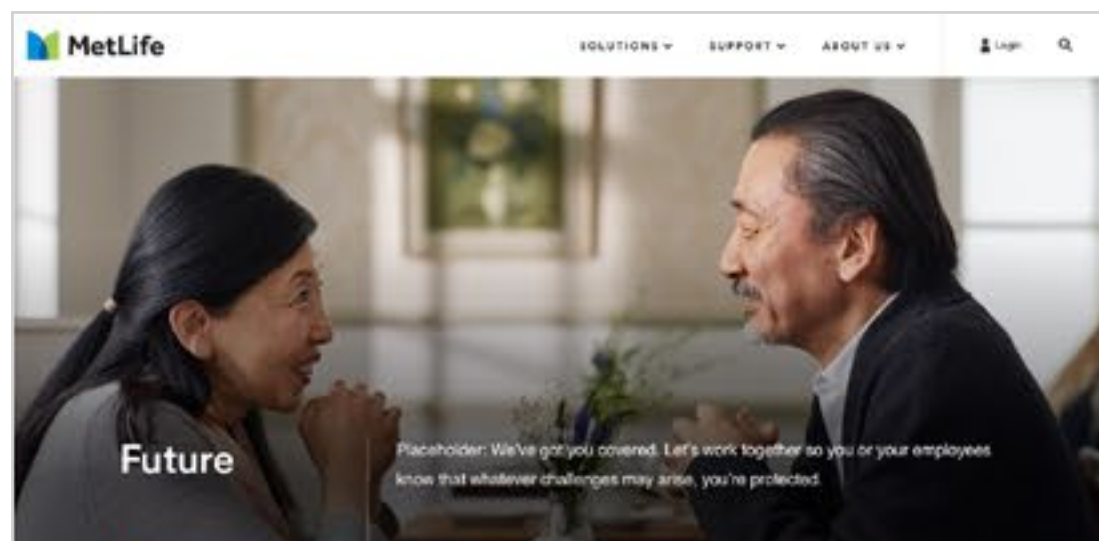 MetLife
SOLUTIONS
SUPPORT
ABOUT US
Login
Future
Placeholder: We've got you covered. Let's work together so you or your employees
know that whatever challenges may arise, you're protected.